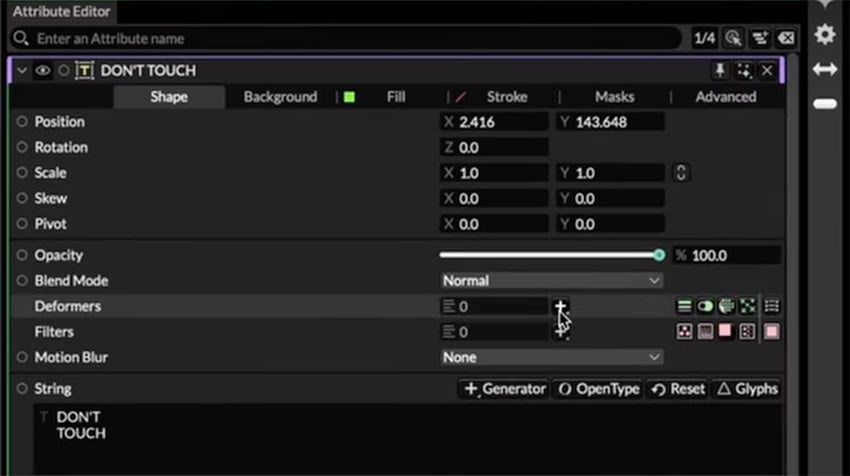 Attribute Editor
Enter an Attribute name 1/4
T DON'T TOUCH
Shape Background Fill Stroke Masks Advanced
Position X 2.416 Y 143.648
Rotation Z 0.0
Scale X 1.0 Y 1.0
Skew X 0.0 Y 0.0
Pivot X 0.0 Y 0.0
Opacity % 100.0
Blend Mode Normal
Deformers 0
Filters 0
Motion Blur None
String Generator OpenType Reset Glyphs
T DON'T
TOUCH